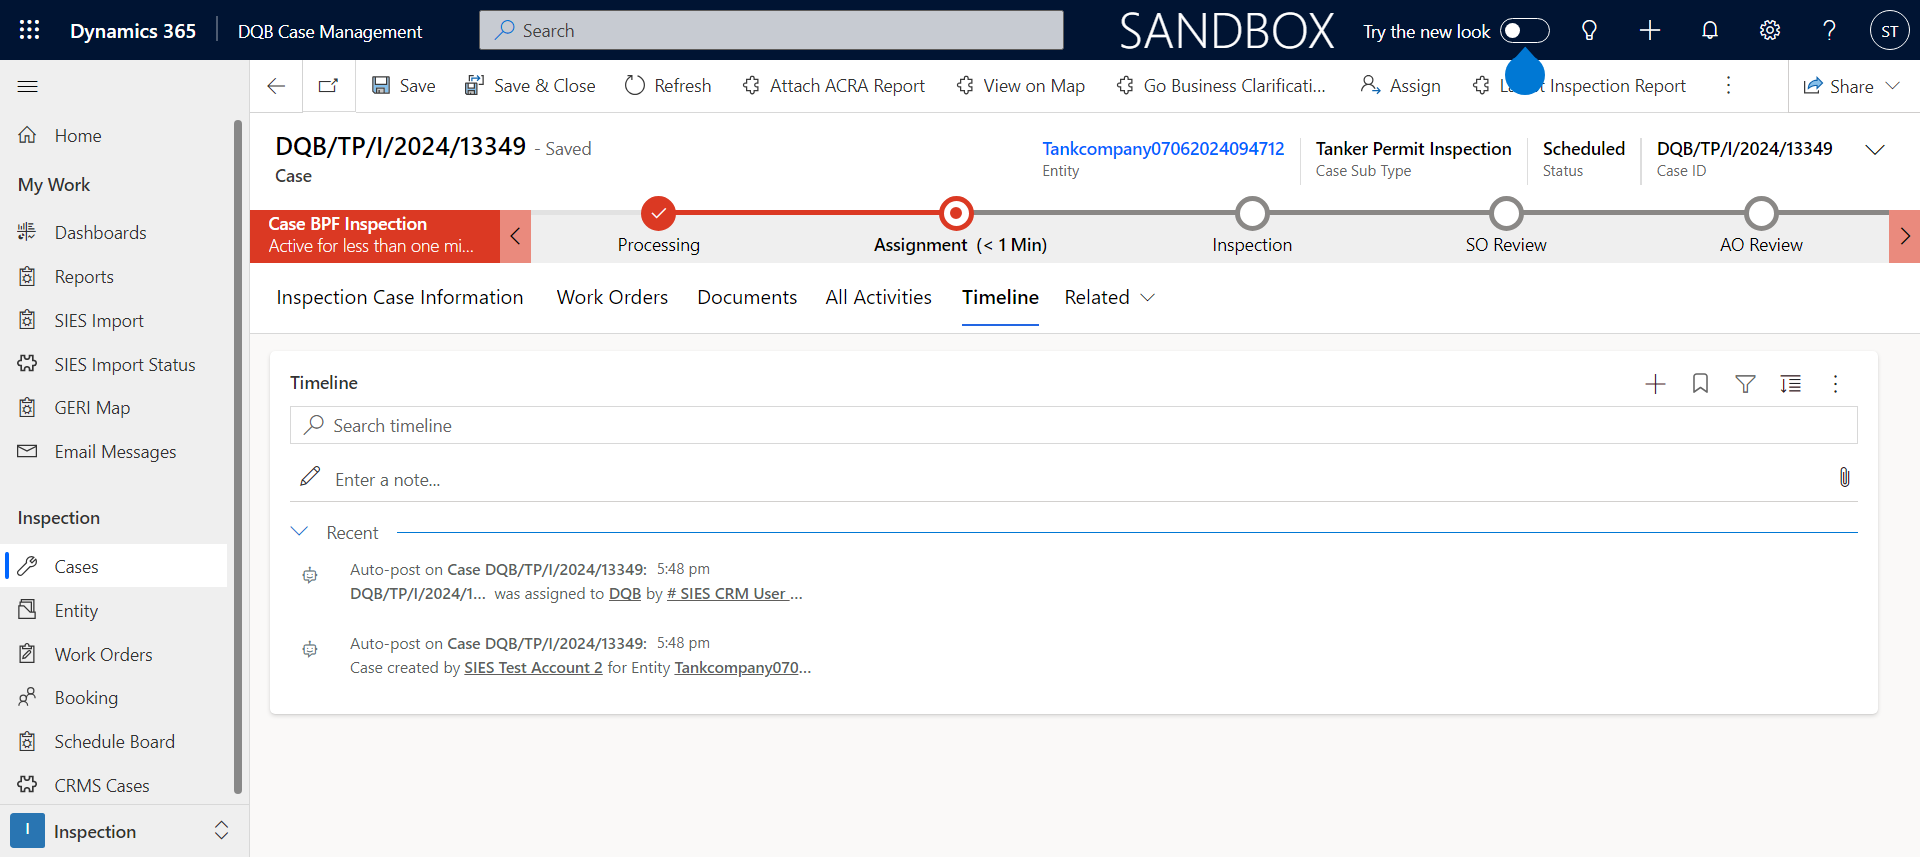 Dynamics 365
DQB Case Management
Search
SANDBOX
Try the new look
ST
Save
Save & Close
Refresh
Attach ACRA Report
View on Map
Go Business Clarificati...
Assign
Inspection Report
Share
Home
My Work
Dashboards
Reports
SIES Import
SIES Import Status
GERI Map
Email Messages
Inspection
Cases
Entity
Work Orders
Booking
Schedule Board
CRMS Cases
I
Inspection
DQB/TP/I/2024/13349 - Saved
Case
Tankcompany07062024094712
Entity
Tanker Permit Inspection
Case Sub Type
Scheduled
Status
DQB/TP/I/2024/13349
Case ID
Case BPF Inspection
Active for less than one mi...
Processing
Assignment (< 1 Min)
Inspection
SO Review
AO Review
Inspection Case Information
Work Orders
Documents
All Activities
Timeline
Related
Timeline
Search timeline
Enter a note...
Recent
Auto-post on Case DQB/TP/I/2024/13349: 5:48 pm
DQB/TP/I/2024/1... was assigned to DQB by # SIES CRM User ...
Auto-post on Case DQB/TP/I/2024/13349: 5:48 pm
Case created by SIES Test Account 2 for Entity Tankcompany070...